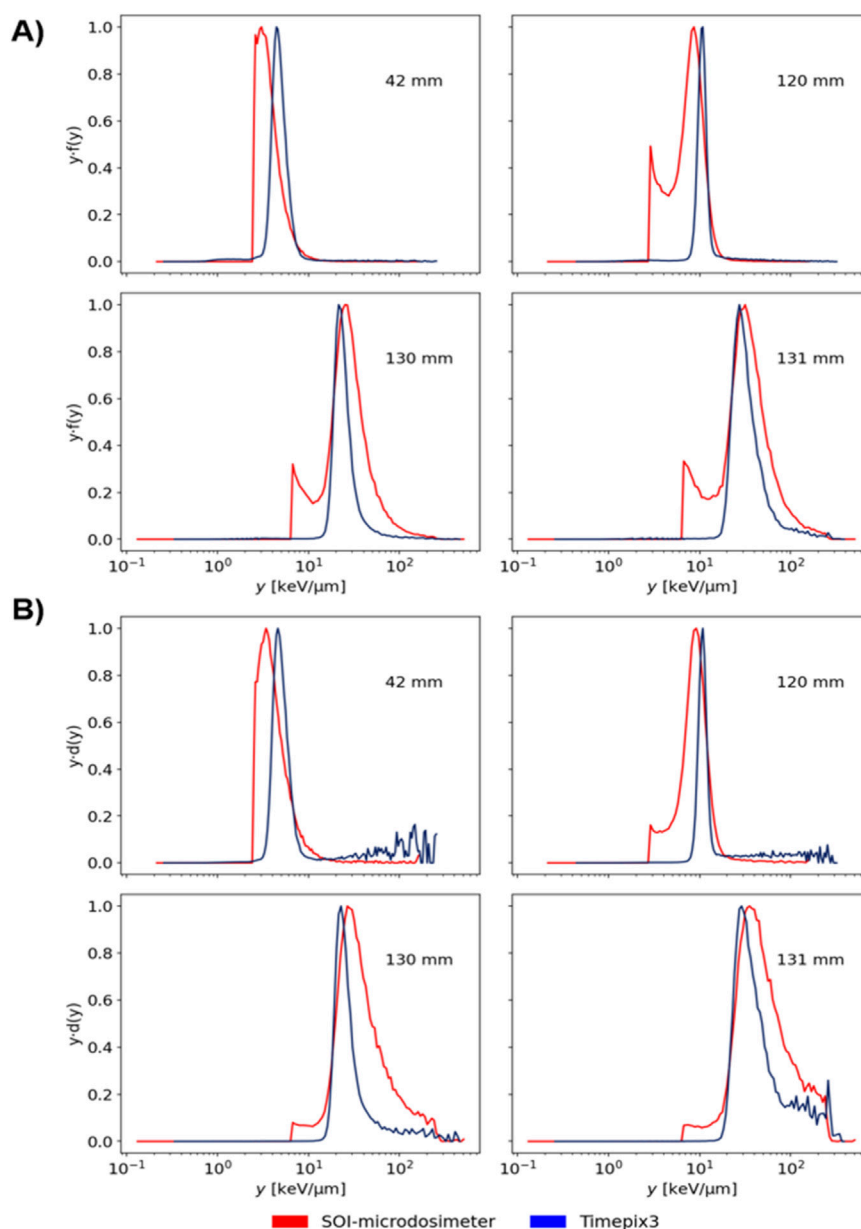 A)
1.0
0.8
0.6
0.4
0.2
0.0
y·f(y)
42 mm
120 mm
1.0
0.8
0.6
0.4
0.2
0.0
y·f(y)
130 mm
131 mm
10⁻¹ 10⁰ 10¹ 10²
y [keV/μm]
10⁻¹ 10⁰ 10¹ 10²
y [keV/μm]
B)
1.0
0.8
0.6
0.4
0.2
0.0
y·d(y)
42 mm
120 mm
1.0
0.8
0.6
0.4
0.2
0.0
y·d(y)
130 mm
131 mm
10⁻¹ 10⁰ 10¹ 10²
y [keV/μm]
10⁻¹ 10⁰ 10¹ 10²
y [keV/μm]
SOI-microdosimeter Timepix3